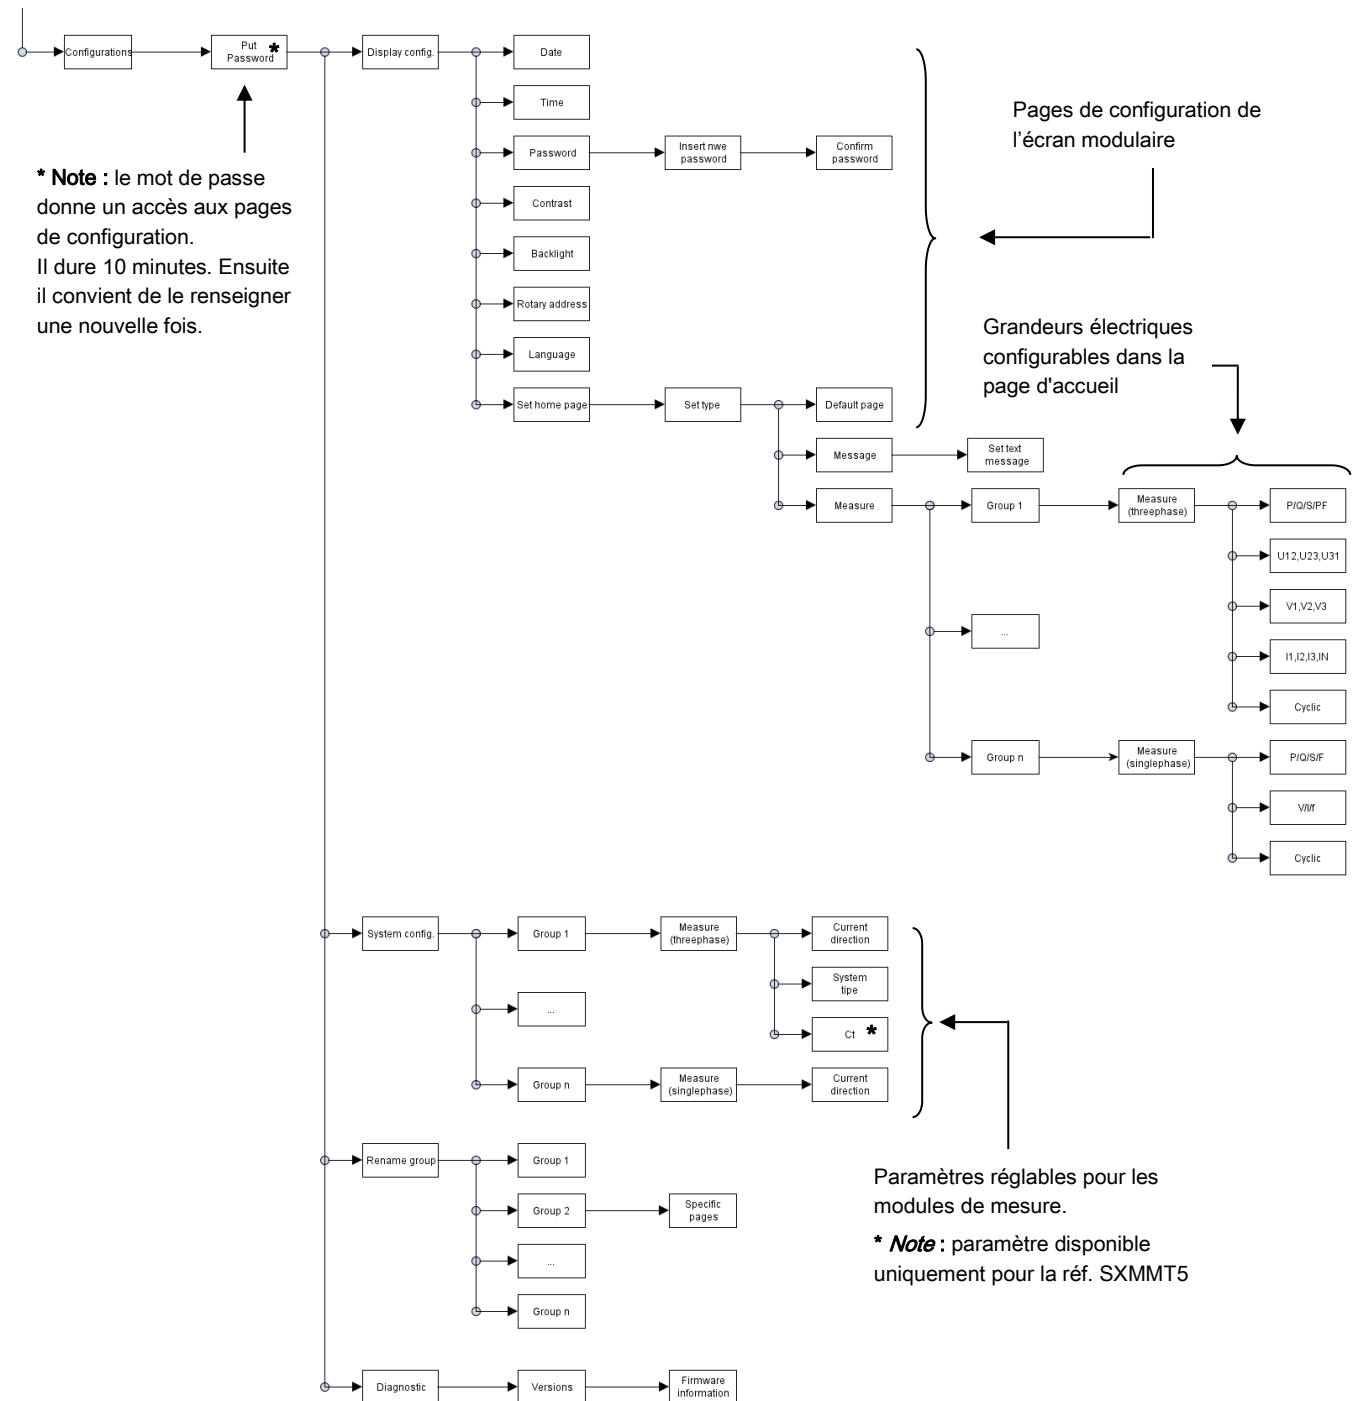 Configurations
Put
Password *
Display config.
Date
Time
Password
Insert nwe
password
Confirm
password
Contrast
Backlight
Rotary address
Language
Set home page
Set type
Default page
Message
Set text
message
Measure
Group 1
Measure
(threephase)
P/Q/S/PF
U12,U23,U31
V1,V2,V3
I1,I2,I3,IN
Cyclic
...
Group n
Measure
(singlephase)
P/Q/S/F
V/I/f
Cyclic
* Note : le mot de passe
donne un accès aux pages
de configuration.
Il dure 10 minutes. Ensuite
il convient de le renseigner
une nouvelle fois.
Pages de configuration de
l'écran modulaire
Grandeurs électriques
configurables dans la
page d'accueil
System config.
Group 1
Measure
(threephase)
Current
direction
System
tipe
Ct *
...
Group n
Measure
(singlephase)
Current
direction
Rename group
Group 1
Group 2
Specific
pages
...
Group n
Paramètres réglables pour les
modules de mesure.
* Note : paramètre disponible
uniquement pour la réf. SXMMT5
Diagnostic
Versions
Firmware
information